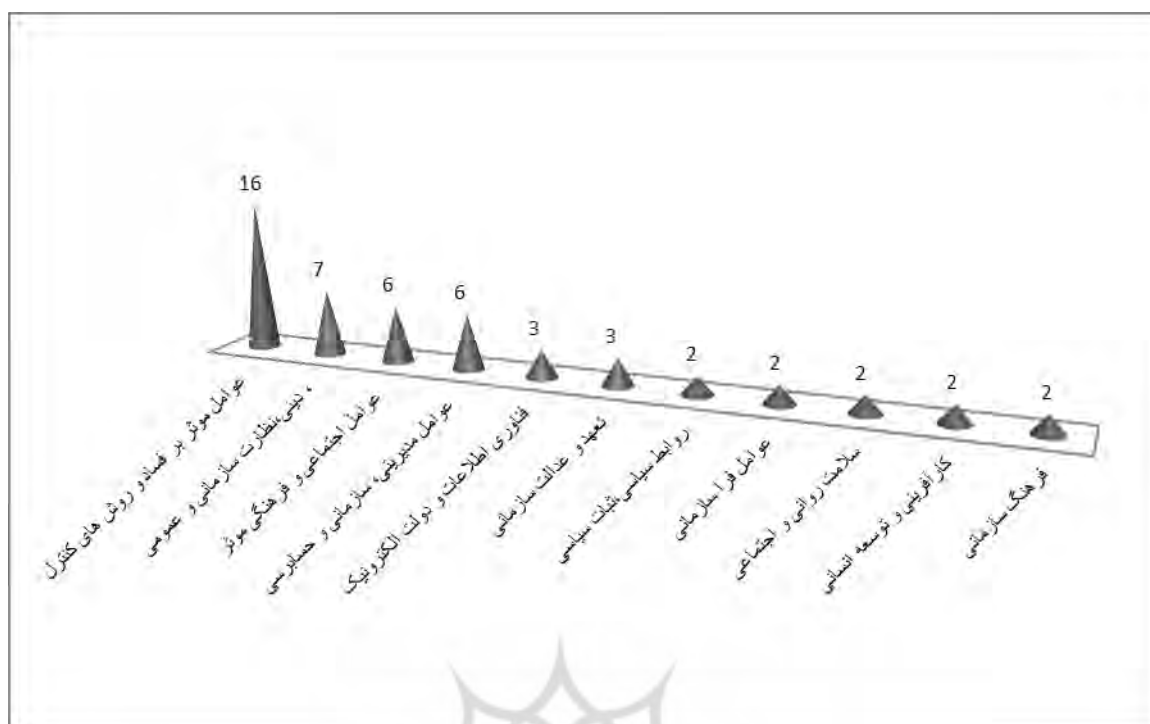 16
7
6
6
3
3
2
2
2
2
2
عوامل موثر بر فساد و روش های کنترل
دینی،نظارت سازمانی و عمومی ،
عوامل اجتماعی و فرهنگی موثر
عوامل مدیریتی، سازمانی و حسابرسی
فناوری اطلاعات و دولت الکترونیک
تعهد و عدالت سازمانی
روابط سیاسی ثبات سیاسی
عوامل فرا سازمانی
سلامت روانی و اجتماعی
کارآفرینی و توسعه انسانی
فرهنگ سازمانی